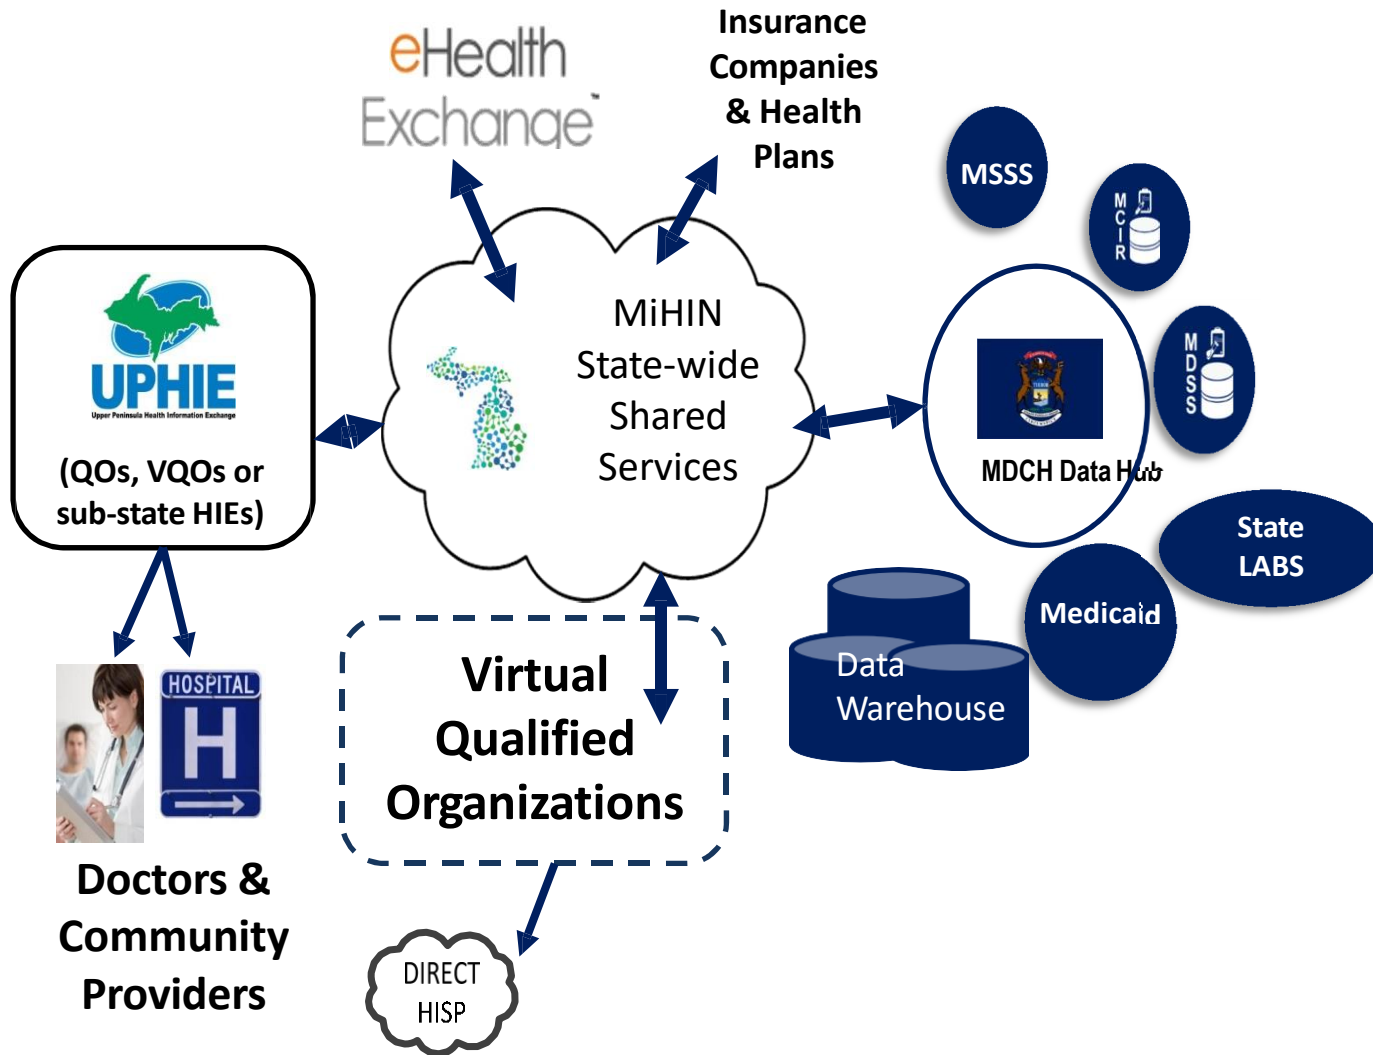 eHealth
Exchange™
Insurance
Companies
& Health
Plans
MSSS
MCIR
MDSS
UPHIE
Upper Peninsula Health Information Exchange
(QOs, VQOs or
sub-state HIEs)
MiHIN
State-wide
Shared
Services
MDCH Data Hub
State
LABS
Medicaid
Data
Warehouse
Virtual
Qualified
Organizations
HOSPITAL
H
Doctors &
Community
Providers
DIRECT
HISP